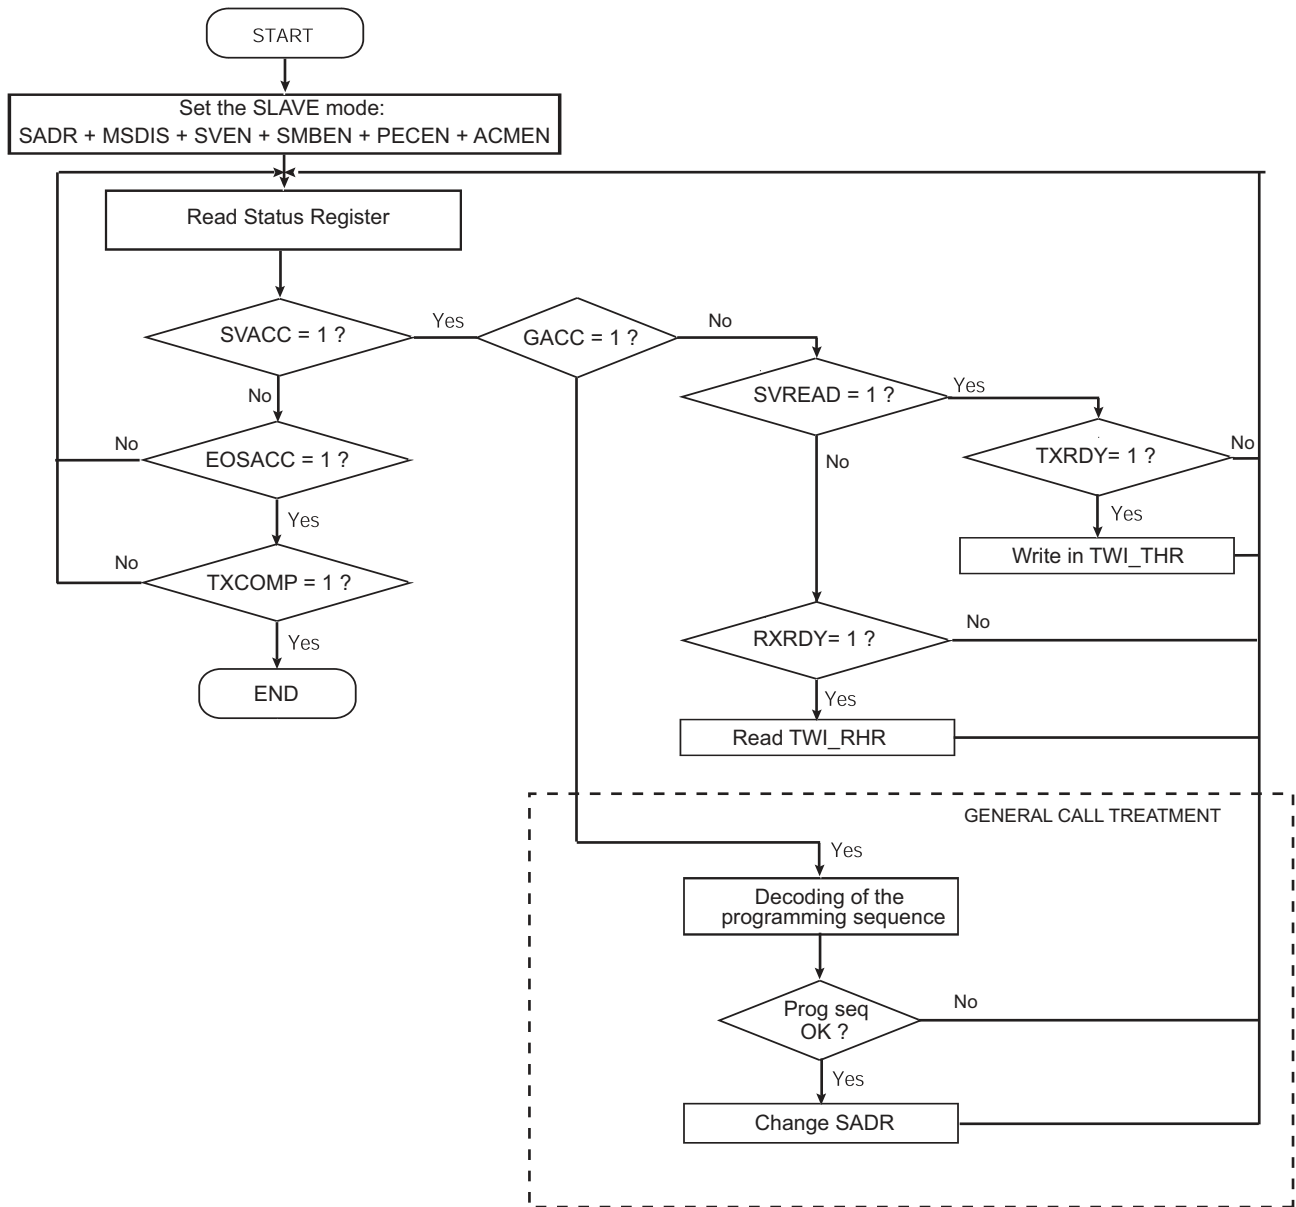 START
Set the SLAVE mode:
SADR + MSDIS + SVEN + SMBEN + PECEN + ACMEN
Read Status Register
SVACC = 1 ?
Yes
GACC = 1 ?
No
SVREAD = 1 ?
Yes
No
TXRDY= 1 ?
No
No
EOSACC = 1 ?
No
Yes
Yes
Write in TWI_THR
No
TXCOMP = 1 ?
Yes
RXRDY= 1 ?
No
END
Yes
Read TWI_RHR
GENERAL CALL TREATMENT
Yes
Decoding of the
programming sequence
Prog seq
OK ?
No
Yes
Change SADR